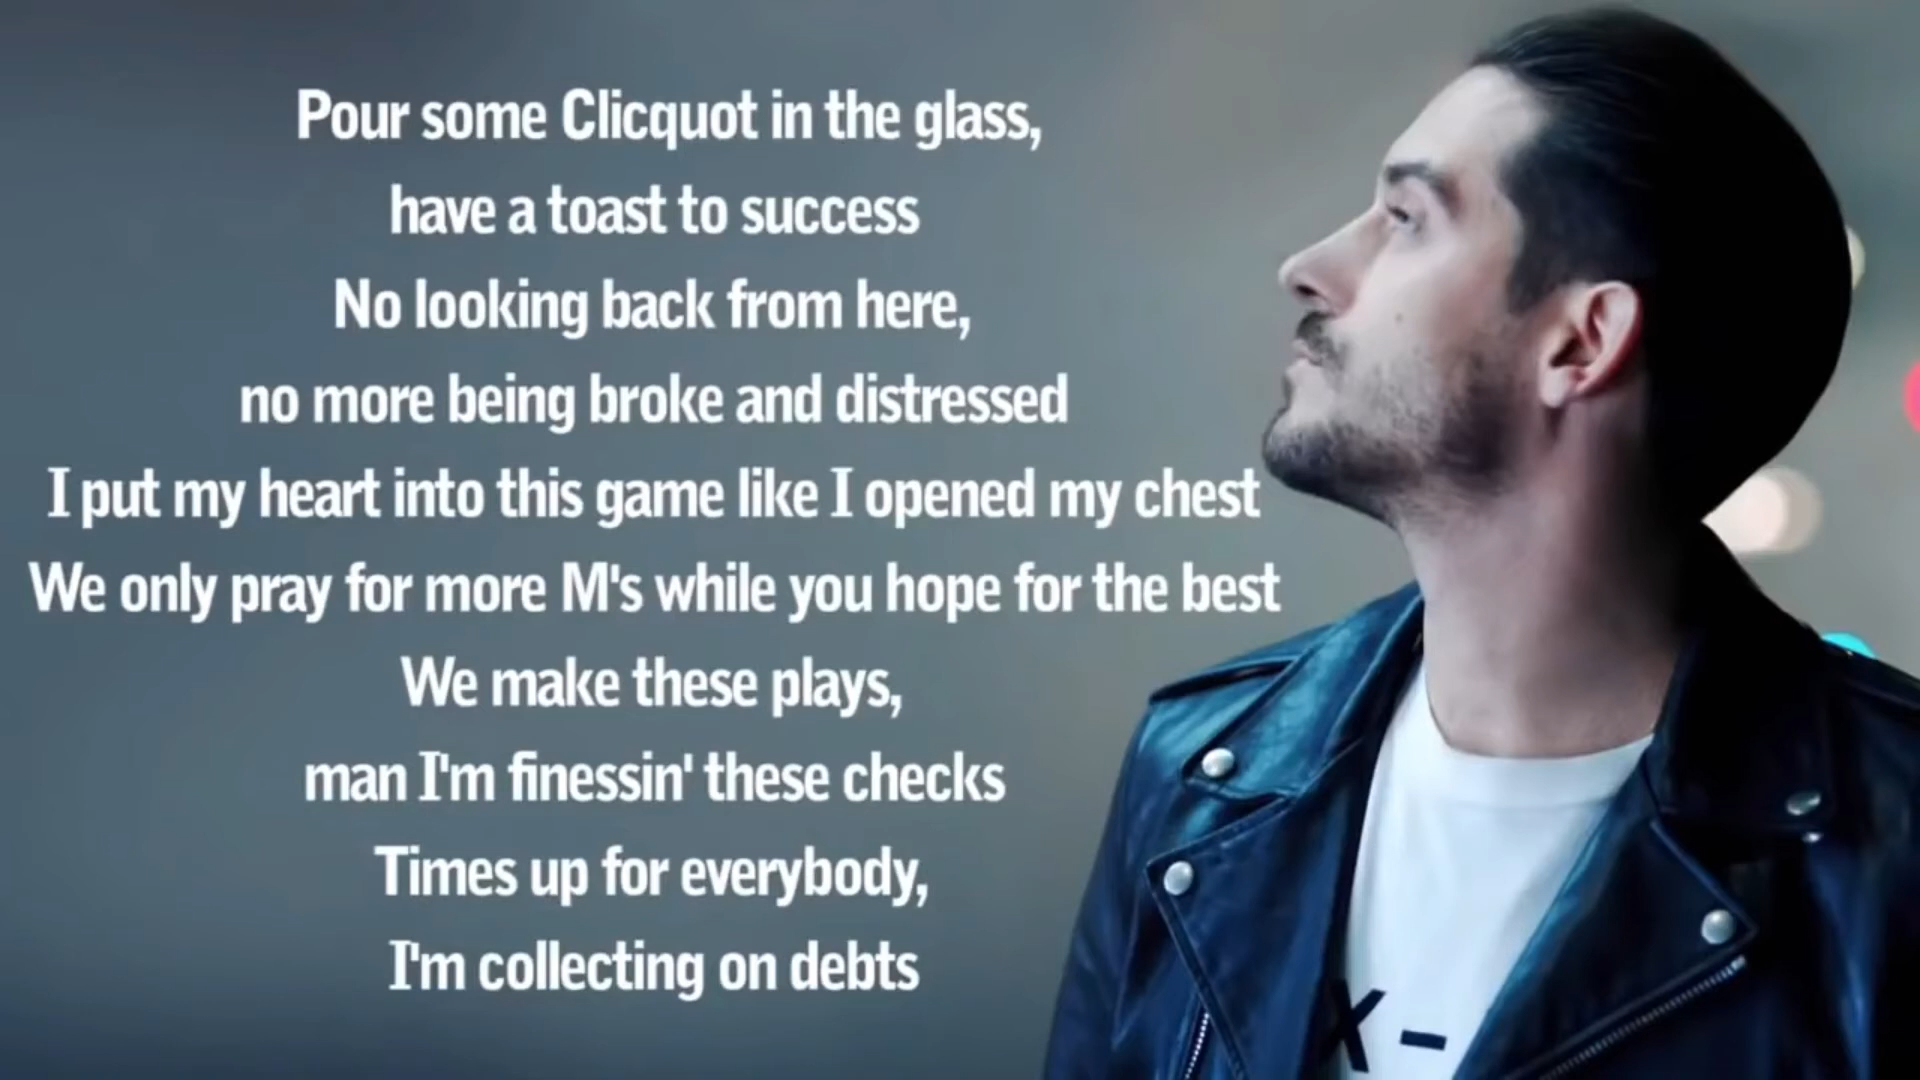 Pour some Clicquot in the glass,
have a toast to success
No looking back from here,
no more being broke and distressed
I put my heart into this game like I opened my chest
We only pray for more M's while you hope for the best
We make these plays,
man I'm finessin' these checks
Times up for everybody,
I'm collecting on debts
X –